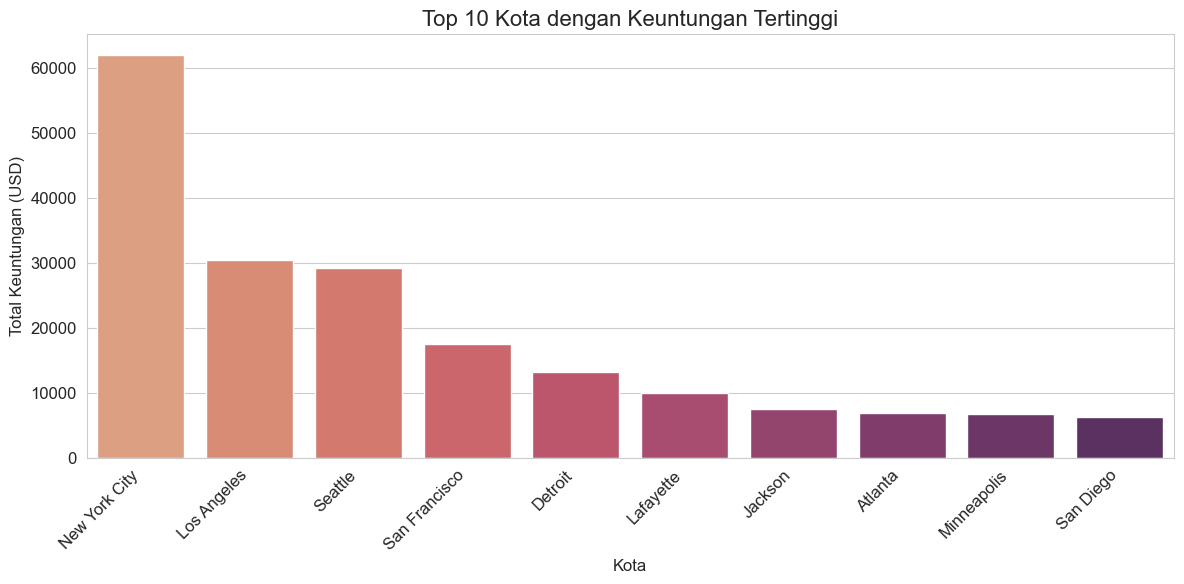 Top 10 Kota dengan Keuntungan Tertinggi
Total Keuntungan (USD)
60000
50000
40000
30000
20000
10000
0
New York City
Los Angeles
Seattle
San Francisco
Detroit
Lafayette
Jackson
Atlanta
Minneapolis
San Diego
Kota